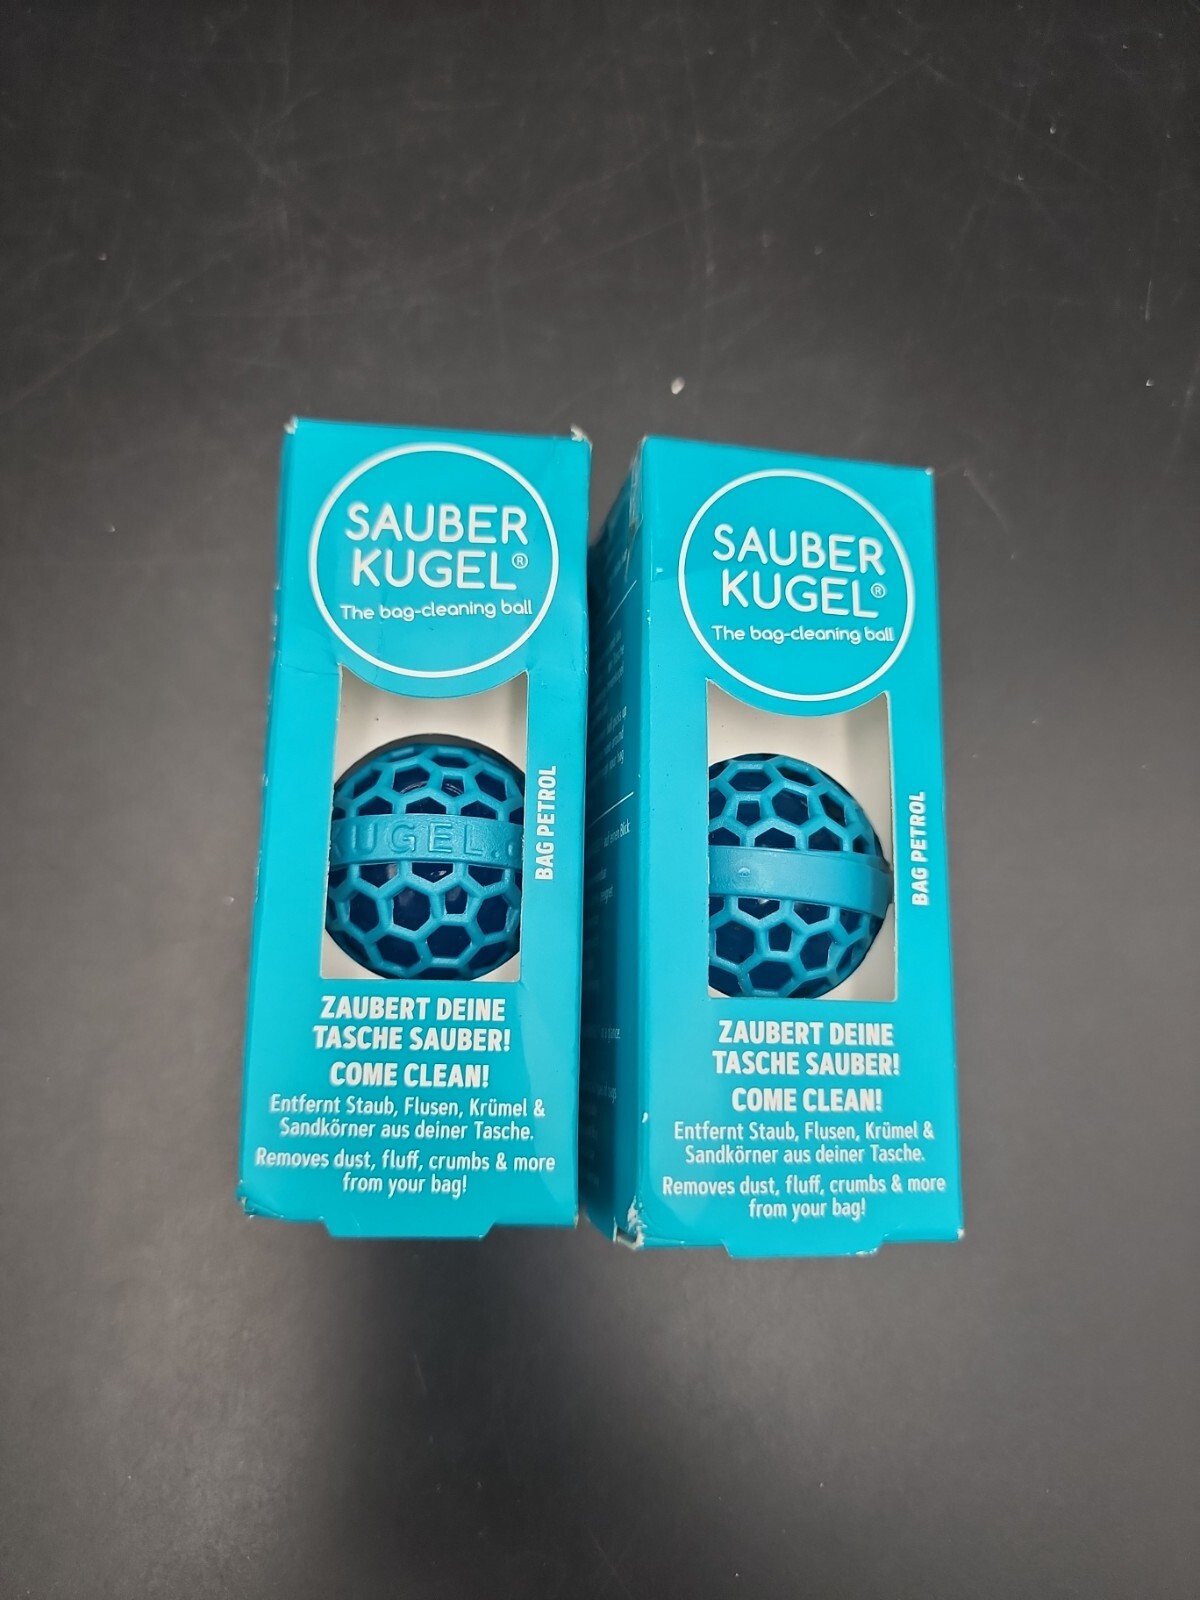 SAUBER
KUGEL®
The bag-cleaning ball
KUGEL.
BAG PETROL
ZAUBERT DEINE
TASCHE SAUBER!
COME CLEAN!
Entfernt Staub, Flusen, Krümel &
Sandkörner aus deiner Tasche.
Removes dust, fluff, crumbs & more
from your bag!
SAUBER
KUGEL®
The bag-cleaning ball
BAG PETROL
ZAUBERT DEINE
TASCHE SAUBER!
COME CLEAN!
Entfernt Staub, Flusen, Krümel &
Sandkörner aus deiner Tasche.
Removes dust, fluff, crumbs & more
from your bag!